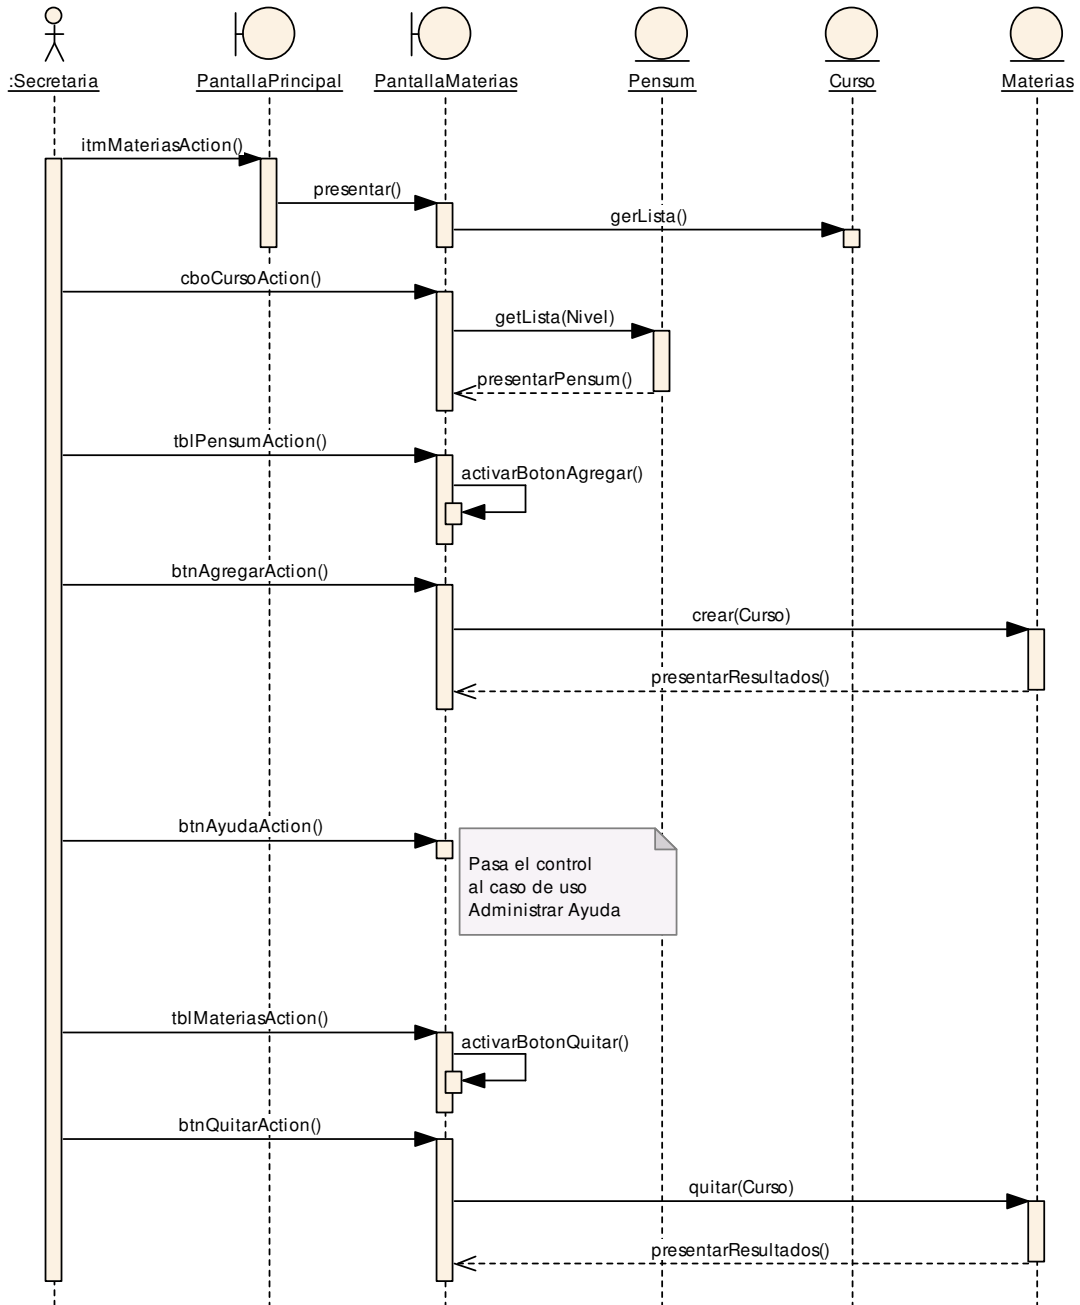 :Secretaria
PantallaPrincipal
PantallaMaterias
Pensum
Curso
Materias
itmMateriasAction()
presentar()
gerLista()
cboCursoAction()
getLista(Nivel)
presentarPensum()
tblPensumAction()
activarBotonAgregar()
btnAgregarAction()
crear(Curso)
presentarResultados()
btnAyudaAction()
Pasa el control
al caso de uso
Administrar Ayuda
tblMateriasAction()
activarBotonQuitar()
btnQuitarAction()
quitar(Curso)
presentarResultados()